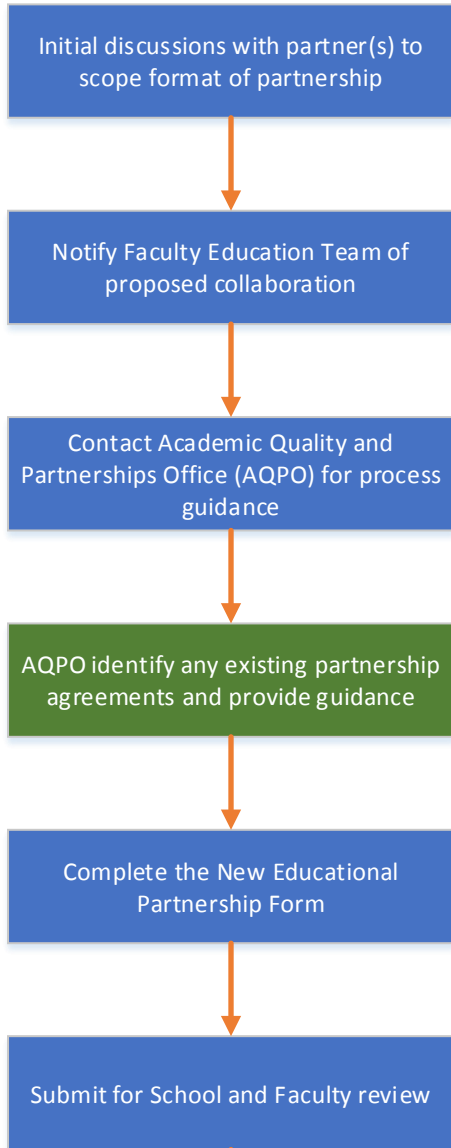 Initial discussions with partner(s) to
scope format of partnership
Notify Faculty Education Team of
proposed collaboration
Contact Academic Quality and
Partnerships Office (AQPO) for process
guidance
AQPO identify any existing partnership
agreements and provide guidance
Complete the New Educational
Partnership Form
Submit for School and Faculty review